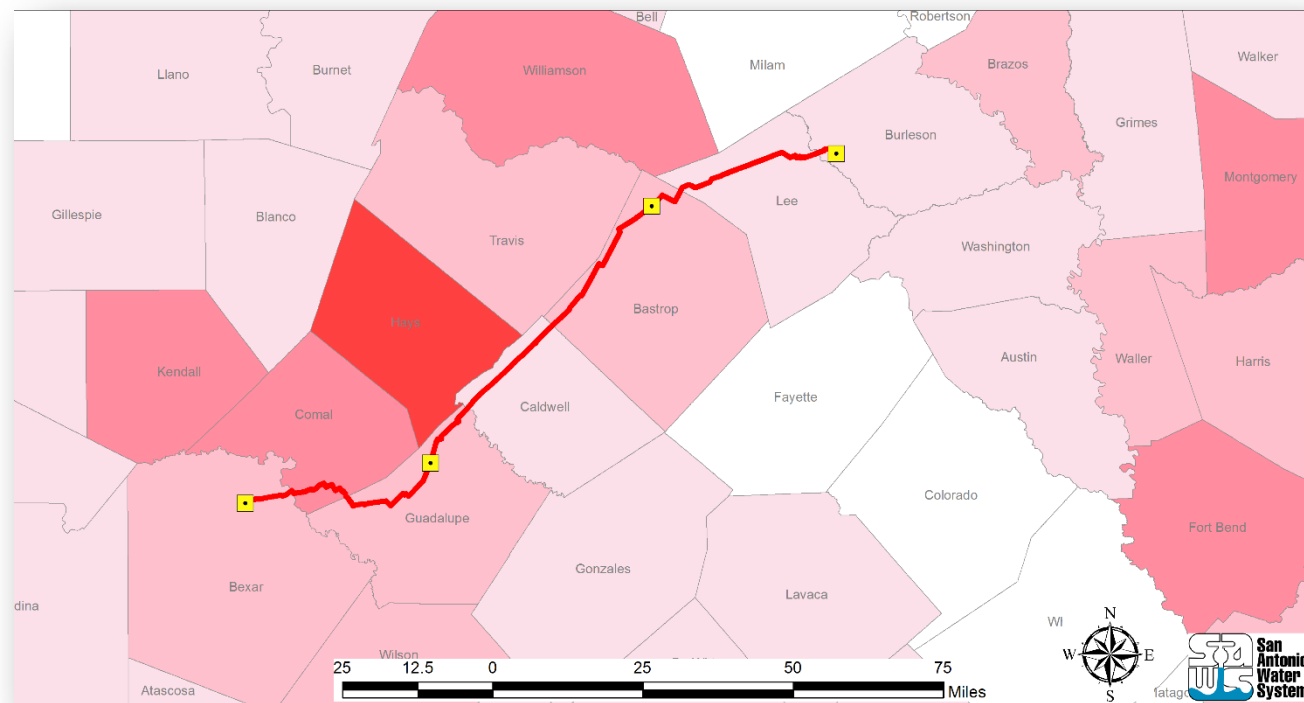 Bell
Robertson
Llano
Burnet
Williamson
Milam
Brazos
Walker
Grimes
Burleson
Montgomery
Gillespie
Blanco
Travis
Lee
Washington
Hays
Bastrop
Kendall
Comal
Caldwell
Fayette
Austin
Waller
Harris
Colorado
Guadalupe
Fort Bend
Gonzales
Bexar
Lavaca
dina
Wilson
Atascosa
WI
25 12.5 0 25 50 75
Miles
N
W E
S
San
Antonio
Water
System